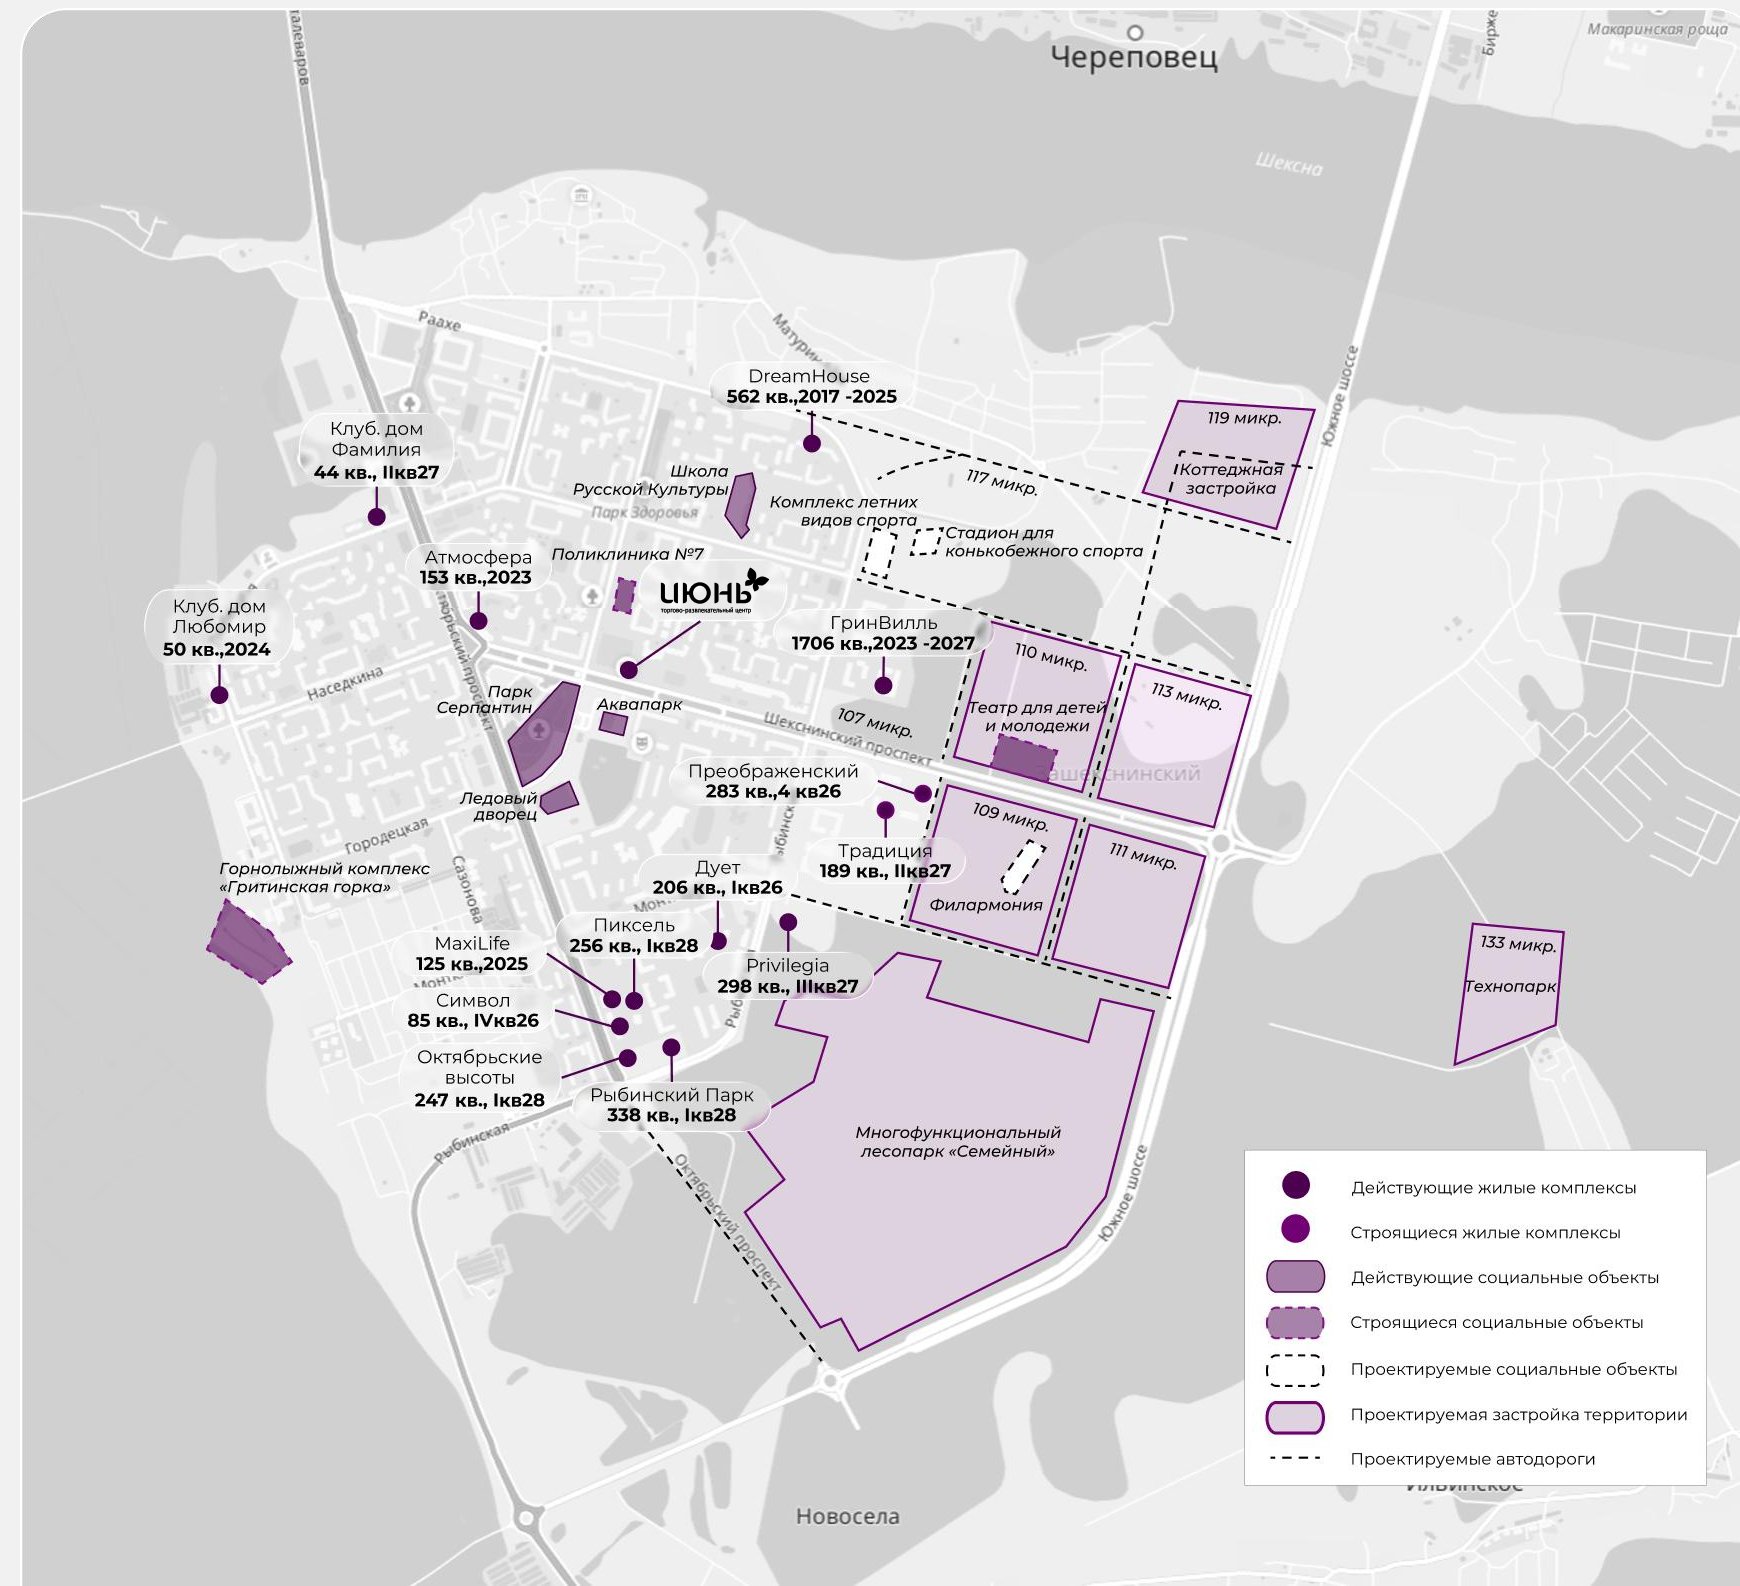 Череповец
Макаринская роща
Бирже
талеваров
Шексна
Раахе
Матурин
Южное шоссе
DreamHouse
562 кв.,2017 -2025
119 микр.
Коттеджная
застройка
Клуб. дом
Фамилия
44 кв., IIкв27
Школа
Русской Культуры
Парк Здоровья
Комплекс летних
видов спорта
117 микр.
Стадион для
конькобежного спорта
Атмосфера
153 кв.,2023
Поликлиника №7
ИЮНЬ
торгово-развлекательный центр
Клуб. дом
Любомир
50 кв.,2024
ГринВилль
1706 кв.,2023 -2027
110 микр.
113 микр.
Театр для детей
и молодежи
Наседкина
Парк
Серпантин
Аквапарк
107 микр.
Шекснинский проспект
Зашекснинский
Преображенский
283 кв.,4 кв26
109 микр.
111 микр.
Филармония
Ледовый
дворец
Городецкая
Сазонова
Традиция
189 кв., IIкв27
Дует
206 кв., Iкв26
Горнолыжный комплекс
«Гритинская горка»
Пиксель
256 кв., Iкв28
MaxiLife
125 кв.,2025
Privilegia
298 кв., IIIкв27
Символ
85 кв., IVкв26
133 микр.
Технопарк
Октябрьские
высоты
247 кв., Iкв28
Рыбинский Парк
338 кв., Iкв28
Рыбинская
Октябрьский проспект
Многофункциональный
лесопарк «Семейный»
Южное шоссе
Действующие жилые комплексы
Строящиеся жилые комплексы
Действующие социальные объекты
Строящиеся социальные объекты
Проектируемые социальные объекты
Проектируемая застройка территории
Проектируемые автодороги
Новосела